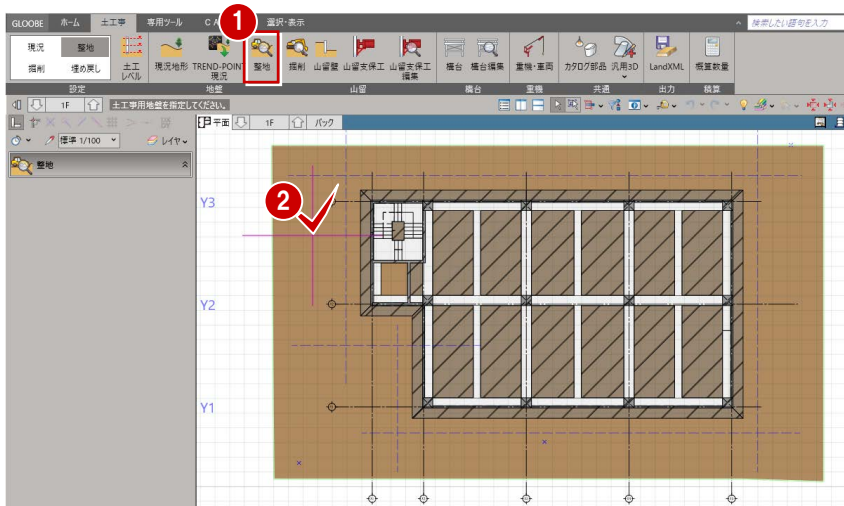 GLOOBE ホーム 土工事 専用ツール C A 選択・表示 検索したい語句を入力
1
現況 整地
掘削 埋め戻し 土工レベル 現況地形 TREND-POINT現況 整地 掘削 山留壁 山留支保工 山留支保工編集 構台 構台編集 重機・車両 カタログ部品 汎用3D LandXML 概算数量
設定 地盤 山留 構台 重機 共通 出力 積算
1F 土工事用地盤を指定してください。
平面 1F バック
標準 1/100 レイヤ
整地
2
Y3
Y2
Y1